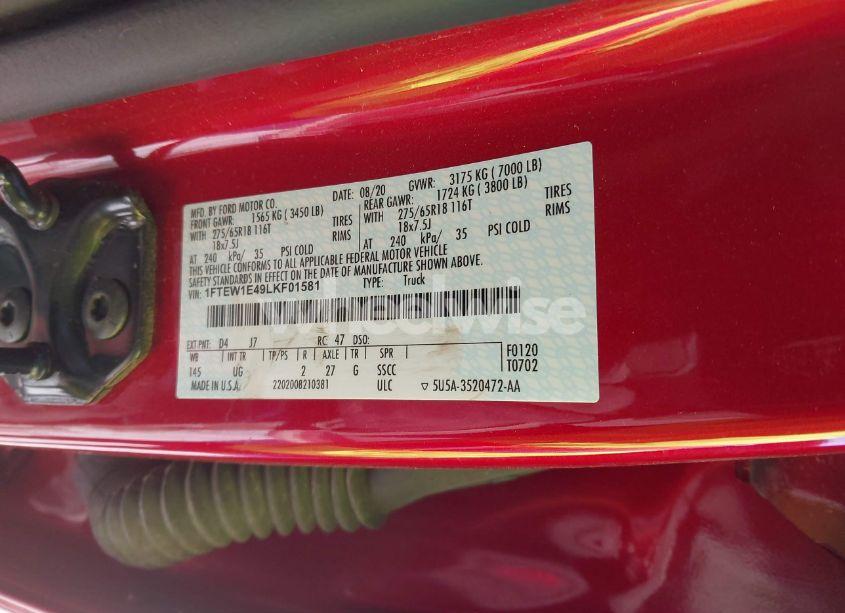 MFD. BY FORD MOTOR CO. DATE: 08/20 GVWR: 3175 KG ( 7000 LB)
FRONT GAWR: 1565 KG ( 3450 LB) REAR GAWR: 1724 KG ( 3800 LB)
WITH 275/65R18 116T TIRES WITH 275/65R18 116T TIRES
18x7.5J RIMS 18x7.5J RIMS
AT 240 kPa/ 35 PSI COLD AT 240 kPa/ 35 PSI COLD
THIS VEHICLE CONFORMS TO ALL APPLICABLE FEDERAL MOTOR VEHICLE
SAFETY STANDARDS IN EFFECT ON THE DATE OF MANUFACTURE SHOWN ABOVE.
VIN: 1FTEW1E49LKF01581 TYPE: Truck
wheelwise
EXT PNT: D4 J7 RC: 47 DSO: F0120
WB INT TR TP/PS R AXLE TR SPR T0702
145 UG 2 27 G SSCC
MADE IN U.S.A. 2202008210381 ULC ▽ 5U5A-3520472-AA